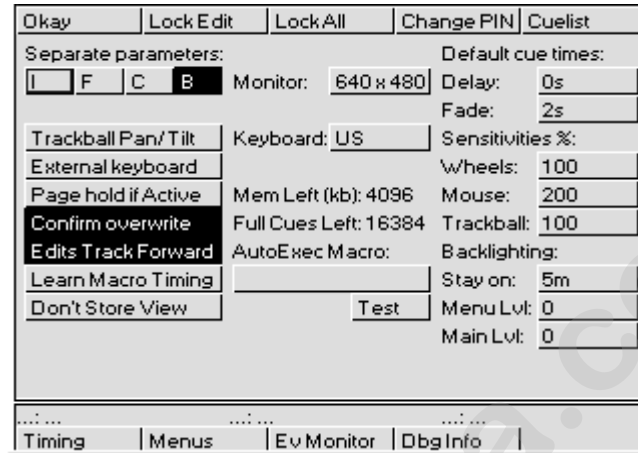 Okay Lock Edit Lock All Change PIN Cuelist
Separate parameters: Default cue times:
I F C B Monitor: 640 x 480 Delay: 0s
Fade: 2s
Trackball Pan/Tilt Keyboard: US Sensitivities %:
External keyboard Wheels: 100
Page hold if Active Mem Left (kb): 4096 Mouse: 200
Confirm overwrite Full Cues Left: 16384 Trackball: 100
Edits Track Forward AutoExec Macro: Backlighting:
Learn Macro Timing Stay on: 5m
Don't Store View Test Menu Lvl: 0
Main Lvl: 0
...: ... ...: ... ...: ...
Timing Menus Ev Monitor Dbg Info